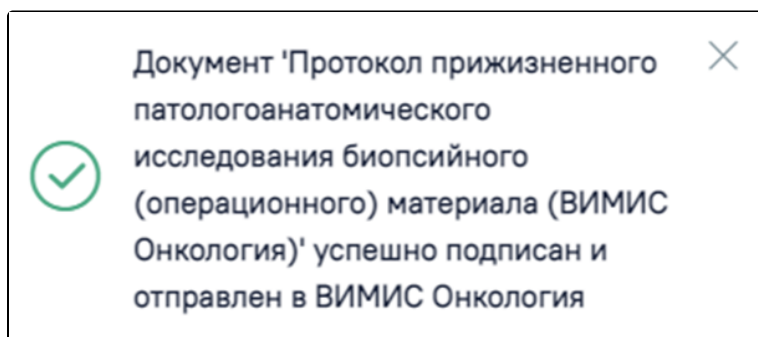 Документ 'Протокол прижизненного
патологоанатомического
исследования биопсийного
(операционного) материала (ВИМИС
Онкология)' успешно подписан и
отправлен в ВИМИС Онкология